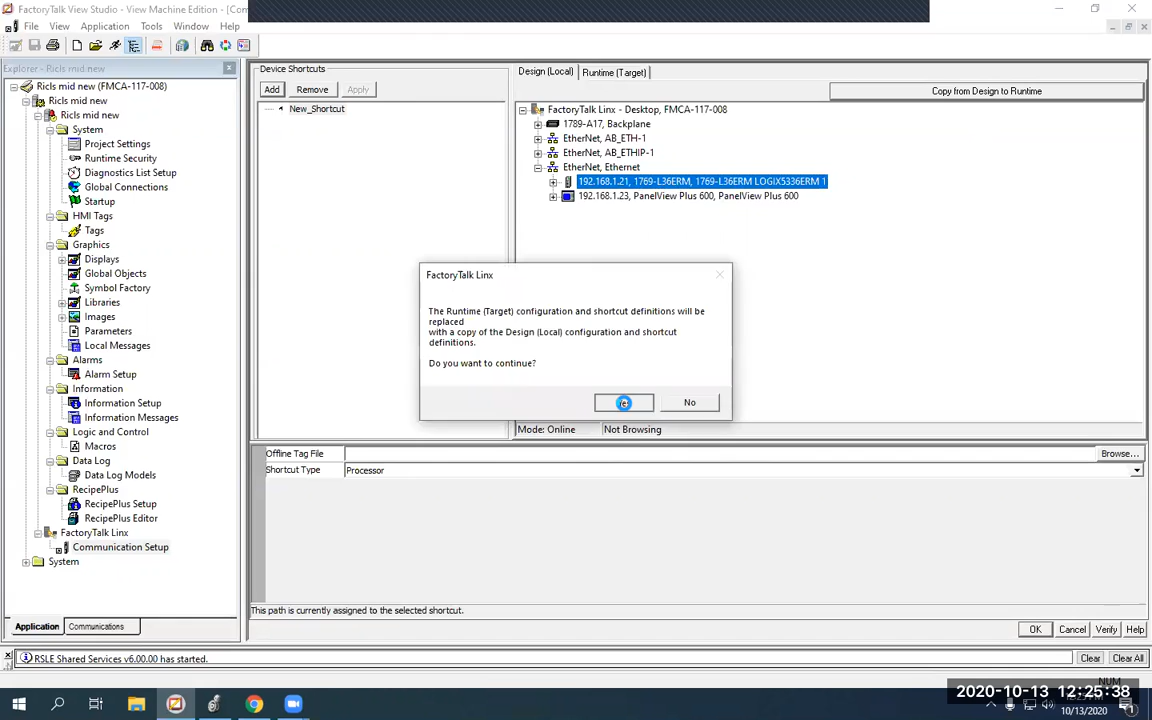 FactoryTalk View Studio - View Machine Edition - [Com
File View Application Tools Window Help
Explorer - Ricls mid new
Ricls mid new (FMCA-117-008)
Ricls mid new
Ricls mid new
System
Project Settings
Runtime Security
Diagnostics List Setup
Global Connections
Startup
HMI Tags
Tags
Graphics
Displays
Global Objects
Symbol Factory
Libraries
Images
Parameters
Local Messages
Alarms
Alarm Setup
Information
Information Setup
Information Messages
Logic and Control
Macros
Data Log
Data Log Models
RecipePlus
RecipePlus Setup
RecipePlus Editor
FactoryTalk Linx
Communication Setup
System
Application Communications
Device Shortcuts
Add Remove Apply
New_Shortcut
Design (Local) Runtime (Target)
Copy from Design to Runtime
FactoryTalk Linx - Desktop, FMCA-117-008
1789-A17, Backplane
EtherNet, AB_ETH-1
EtherNet, AB_ETHIP-1
EtherNet, Ethernet
192.168.1.21, 1769-L36ERM, 1769-L36ERM LOGIX5336ERM 1
192.168.1.23, PanelView Plus 600, PanelView Plus 600
FactoryTalk Linx
The Runtime (Target) configuration and shortcut definitions will be
replaced
with a copy of the Design (Local) configuration and shortcut
definitions.
Do you want to continue?
No
Mode: Online Not Browsing
Offline Tag File Browse...
Shortcut Type Processor
This path is currently assigned to the selected shortcut.
OK Cancel Verify Help
RSLE Shared Services v6.00.00 has started.
Clear Clear All
NUM
2020-10-13 12:25:38
10/13/2020
1